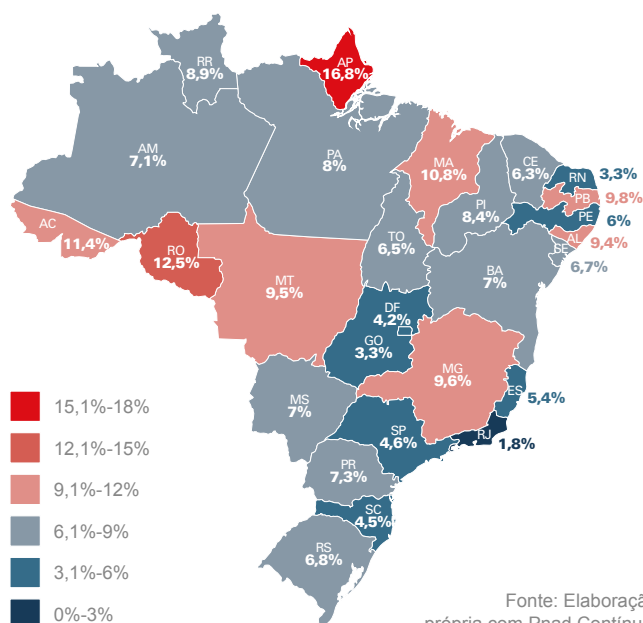 RR
8,9%
AP
16,8%
AM
7,1%
PA
8%
MA
10,8%
CE
6,3%
RN
3,3%
PI
8,4%
PB
9,8%
PE
6%
AC
11,4%
RO
12,5%
TO
6,5%
AL
9,4%
SE
6,7%
MT
9,5%
BA
7%
DF
4,2%
GO
3,3%
MG
9,6%
ES
5,4%
MS
7%
SP
4,6%
RJ
1,8%
PR
7,3%
SC
4,5%
RS
6,8%
15,1%-18%
12,1%-15%
9,1%-12%
6,1%-9%
3,1%-6%
0%-3%
Fonte: Elaboraçã
própria com Pnad Contínu